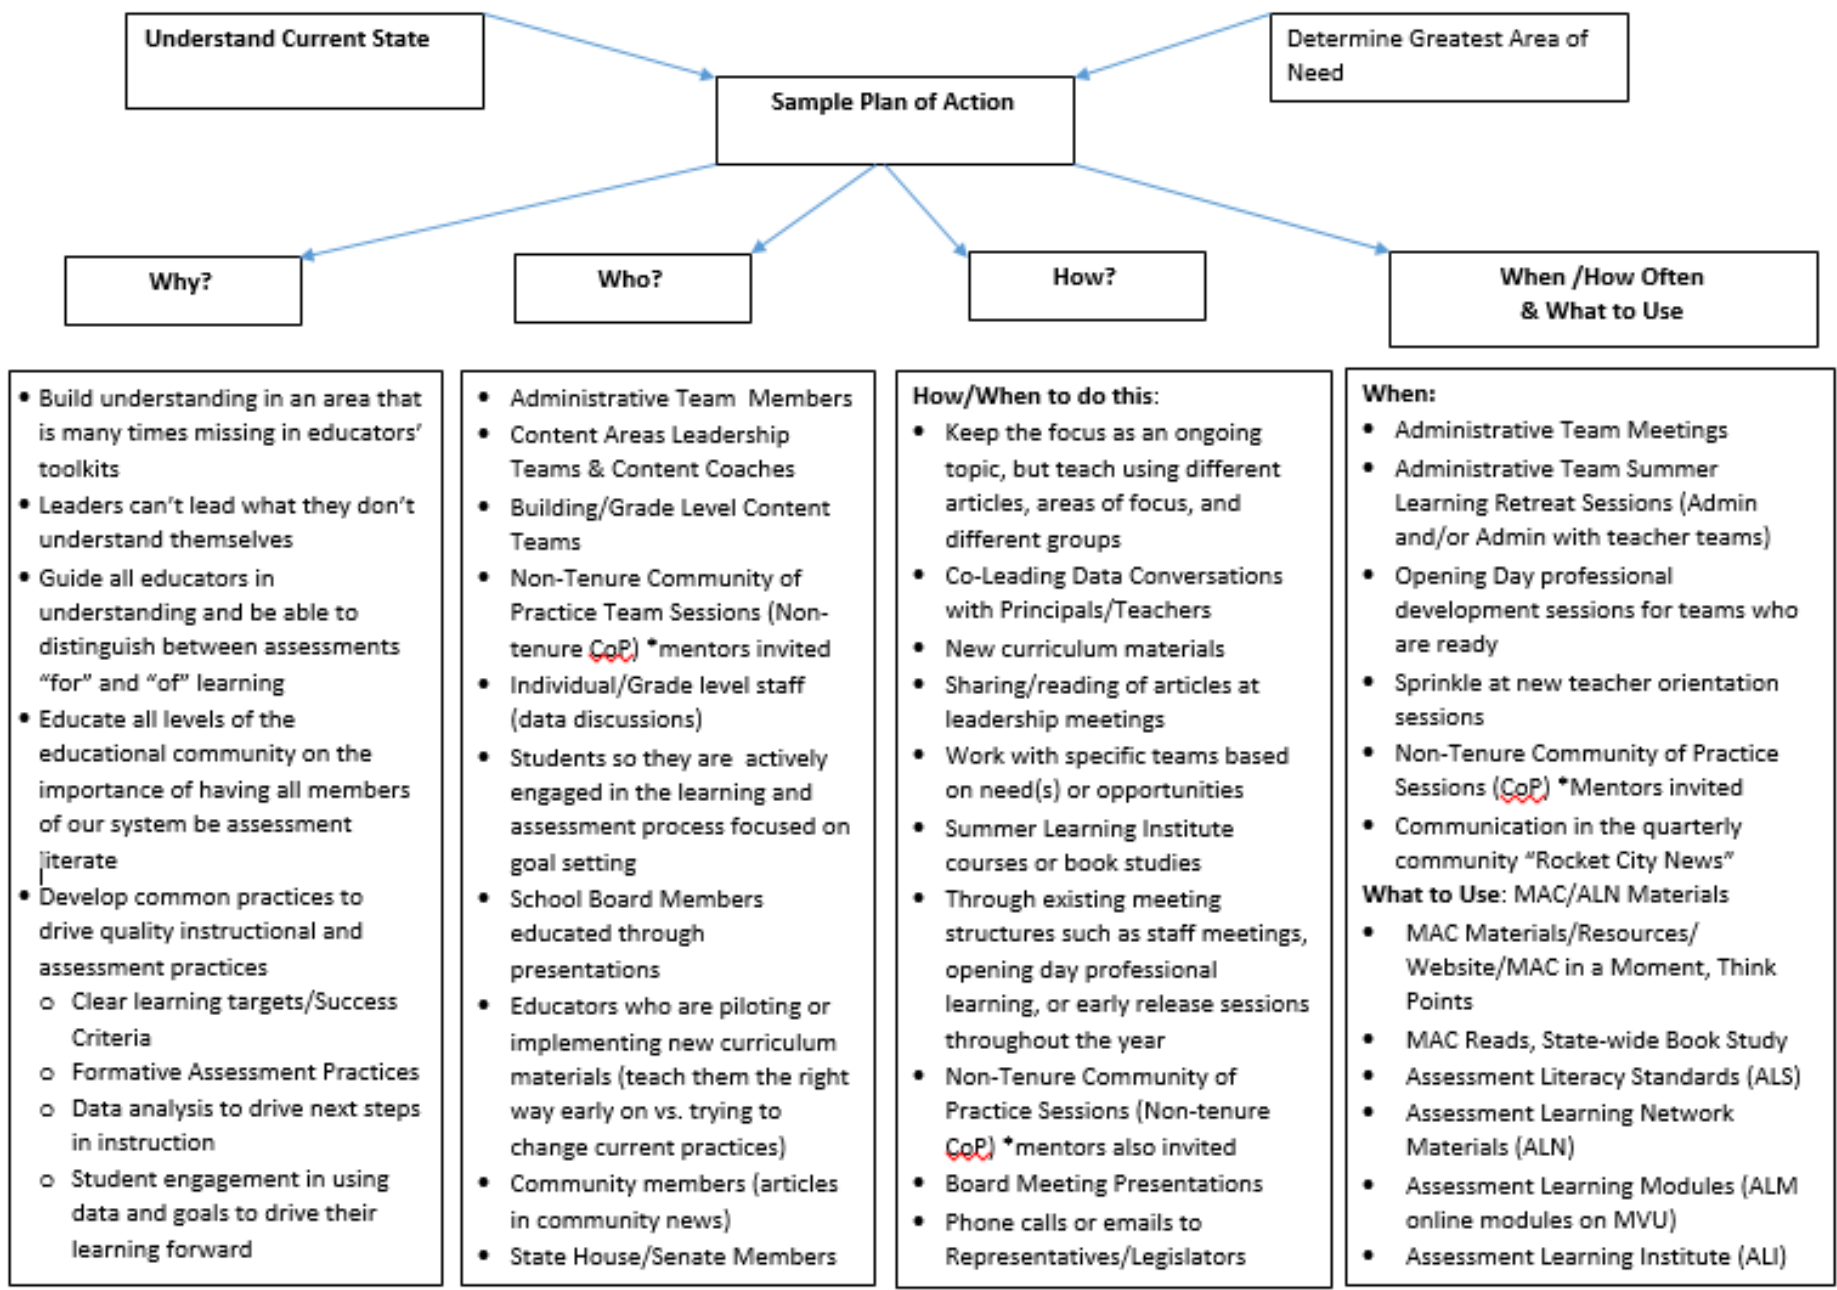 Understand Current State
Determine Greatest Area of
Need
Sample Plan of Action
Why?
Who?
How?
When /How Often
& What to Use
• Build understanding in an area that
is many times missing in educators’
toolkits
• Leaders can’t lead what they don’t
understand themselves
• Guide all educators in
understanding and be able to
distinguish between assessments
“for” and “of” learning
• Educate all levels of the
educational community on the
importance of having all members
of our system be assessment
literate
• Develop common practices to
drive quality instructional and
assessment practices
o Clear learning targets/Success
Criteria
o Formative Assessment Practices
o Data analysis to drive next steps
in instruction
o Student engagement in using
data and goals to drive their
learning forward
• Administrative Team Members
• Content Areas Leadership
Teams & Content Coaches
• Building/Grade Level Content
Teams
• Non-Tenure Community of
Practice Team Sessions (Non-
tenure CoP) *mentors invited
• Individual/Grade level staff
(data discussions)
• Students so they are actively
engaged in the learning and
assessment process focused on
goal setting
• School Board Members
educated through
presentations
• Educators who are piloting or
implementing new curriculum
materials (teach them the right
way early on vs. trying to
change current practices)
• Community members (articles
in community news)
• State House/Senate Members
How/When to do this:
• Keep the focus as an ongoing
topic, but teach using different
articles, areas of focus, and
different groups
• Co-Leading Data Conversations
with Principals/Teachers
• New curriculum materials
• Sharing/reading of articles at
leadership meetings
• Work with specific teams based
on need(s) or opportunities
• Summer Learning Institute
courses or book studies
• Through existing meeting
structures such as staff meetings,
opening day professional
learning, or early release sessions
throughout the year
• Non-Tenure Community of
Practice Sessions (Non-tenure
CoP) *mentors also invited
• Board Meeting Presentations
• Phone calls or emails to
Representatives/Legislators
When:
• Administrative Team Meetings
• Administrative Team Summer
Learning Retreat Sessions (Admin
and/or Admin with teacher teams)
• Opening Day professional
development sessions for teams who
are ready
• Sprinkle at new teacher orientation
sessions
• Non-Tenure Community of Practice
Sessions (CoP) *Mentors invited
• Communication in the quarterly
community “Rocket City News”
What to Use: MAC/ALN Materials
• MAC Materials/Resources/
Website/MAC in a Moment, Think
Points
• MAC Reads, State-wide Book Study
• Assessment Literacy Standards (ALS)
• Assessment Learning Network
Materials (ALN)
• Assessment Learning Modules (ALM
online modules on MVU)
• Assessment Learning Institute (ALI)